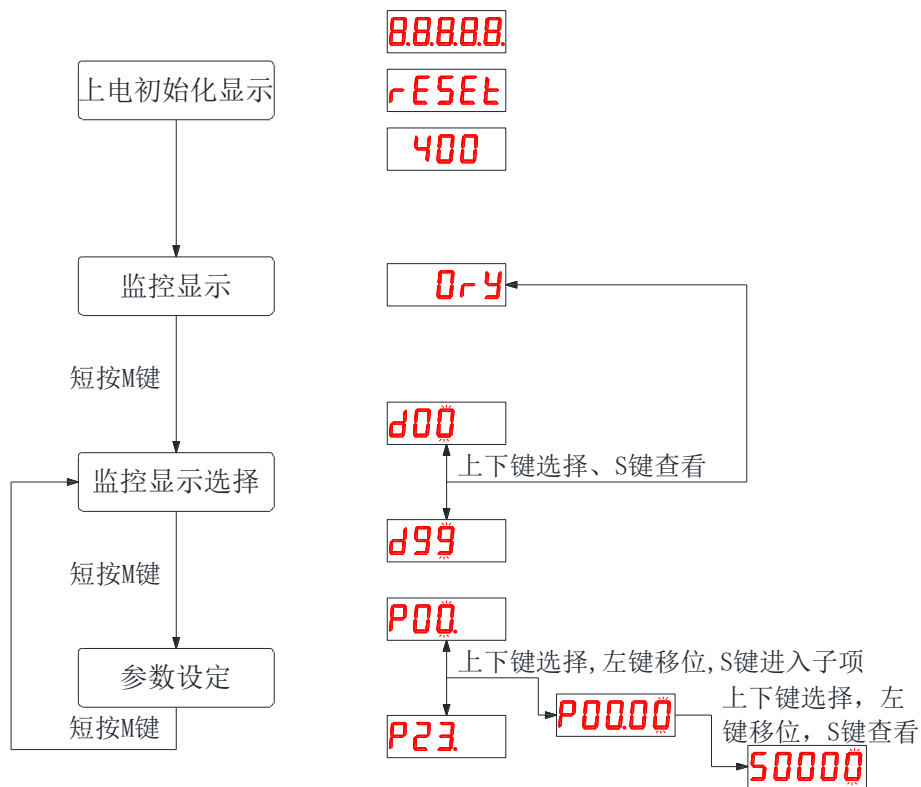 8.8.8.8.8.
上电初始化显示
rESEt
400
监控显示
0rY
短按M键
d00
上下键选择、S键查看
监控显示选择
d99
短按M键
P00.
上下键选择,左键移位,S键进入子项
参数设定
P00.00
上下键选择，左
键移位，S键查看
短按M键
P23.
S0000